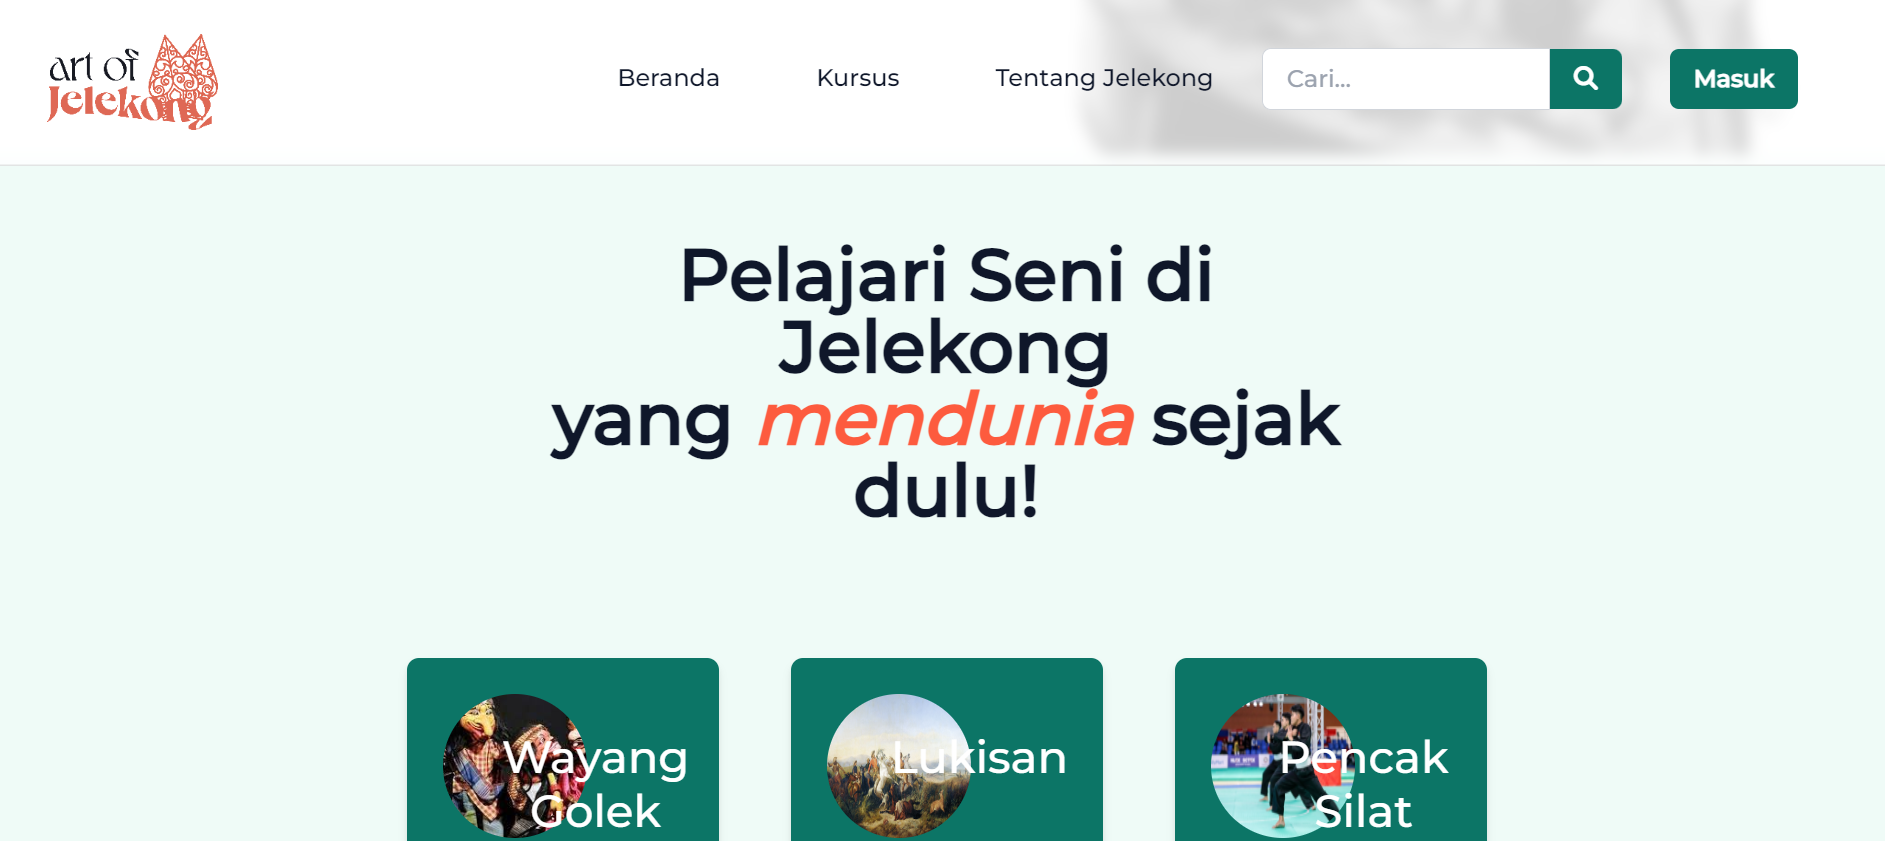 art of
Jelekong
Beranda
Kursus
Tentang Jelekong
Cari...
Masuk
Pelajari Seni di
Jelekong
yang mendunia sejak
dulu!
Wayang
Golek
Lukisan
Pencak
Silat